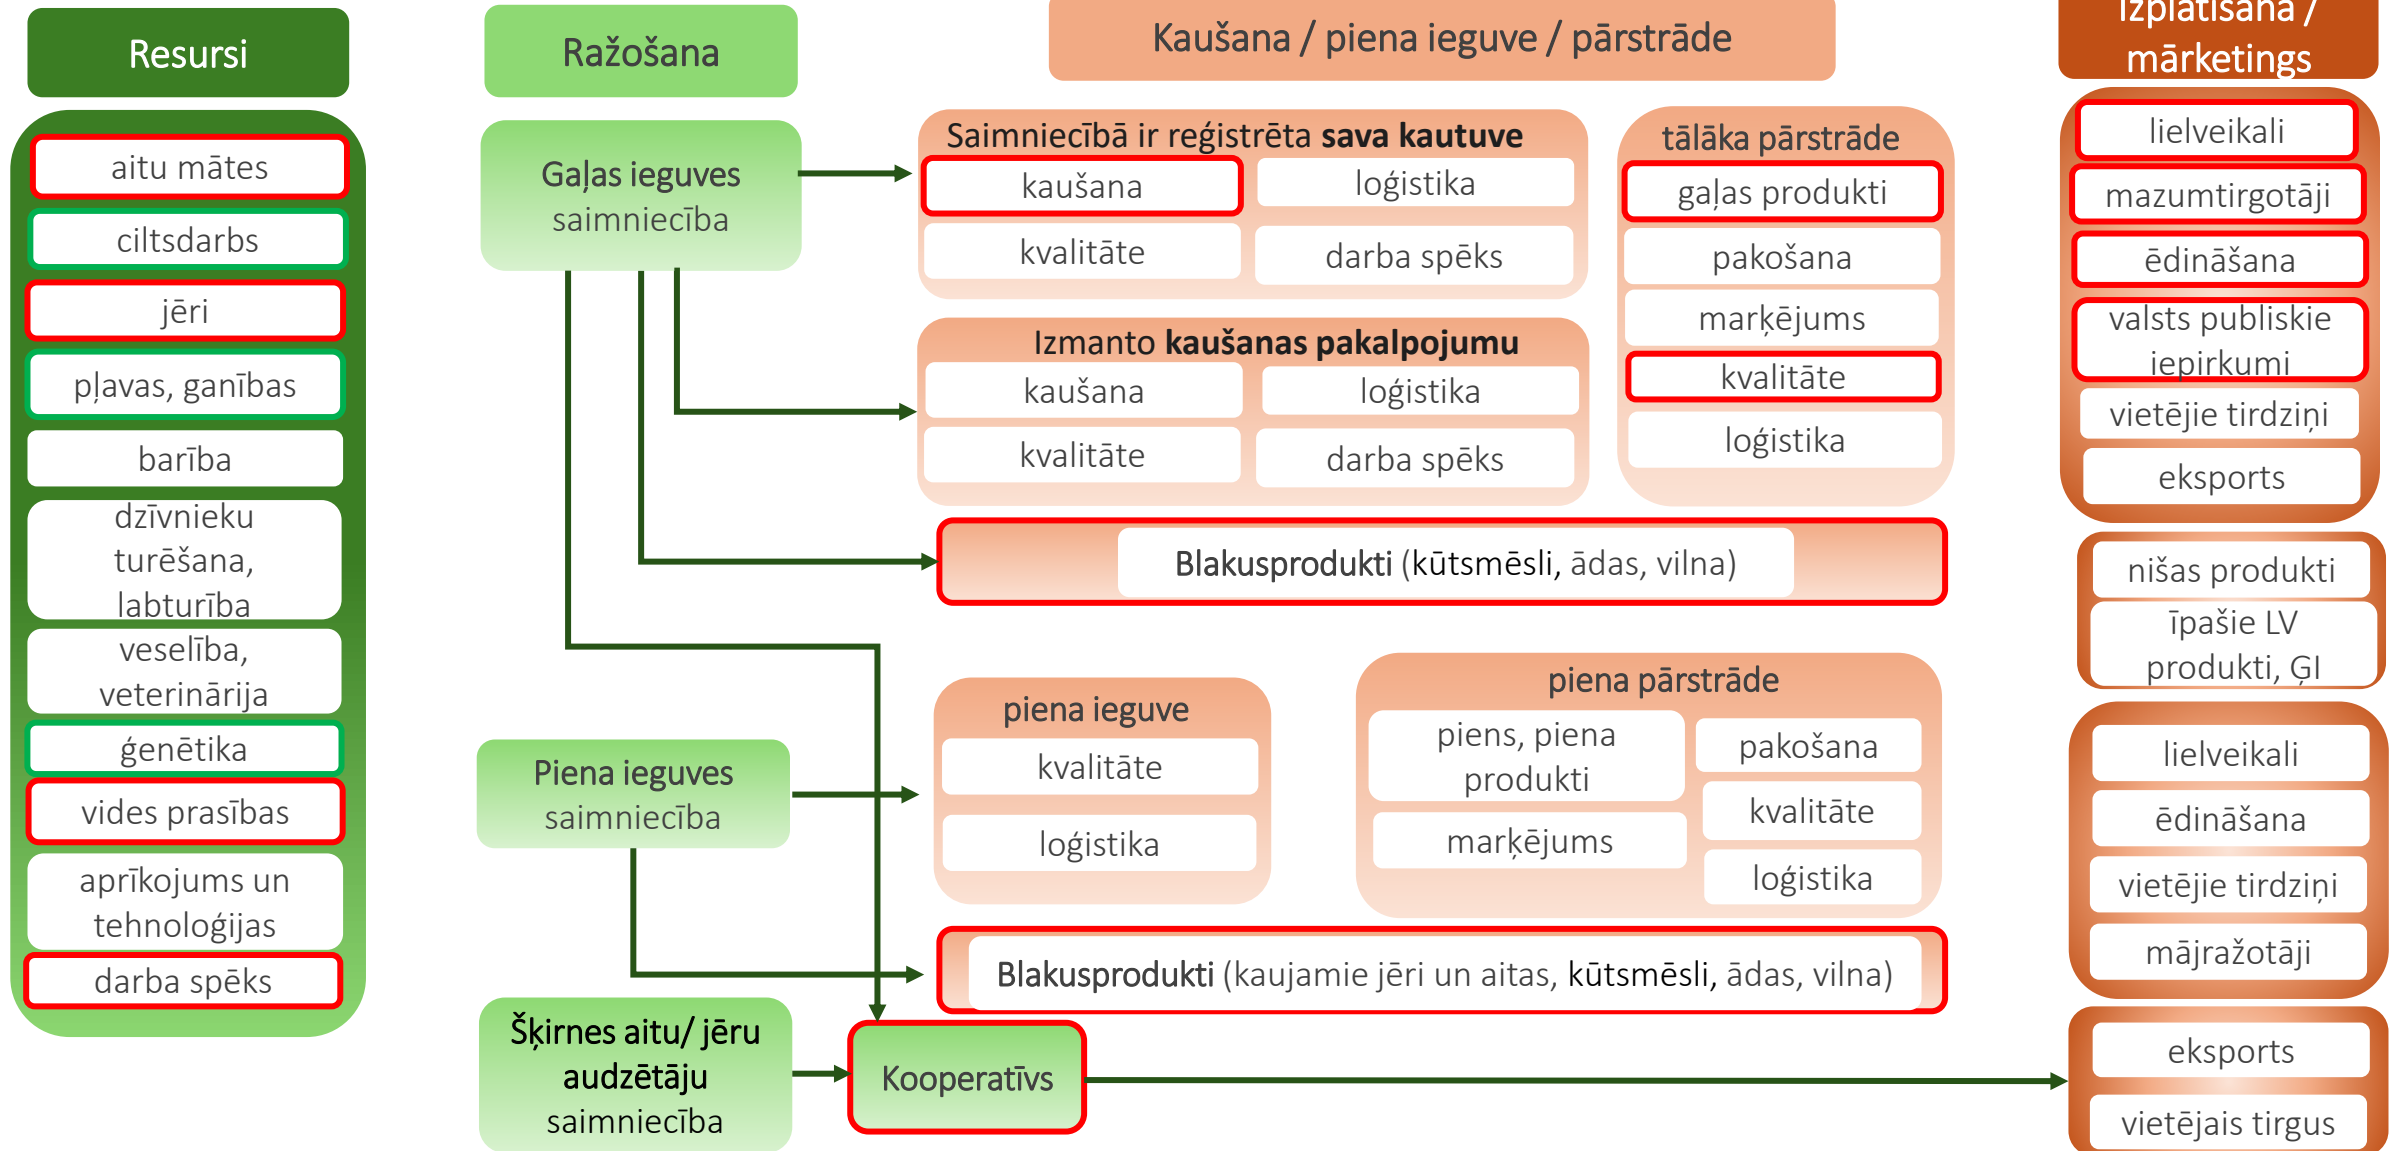 Resursi
aitu mātes
ciltsdarbs
jēri
pļavas, ganības
barība
dzīvnieku
turēšana,
labturība
veselība,
veterinārija
ģenētika
vides prasības
aprīkojums un
tehnoloģijas
darba spēks
Ražošana
Gaļas ieguves
saimniecība
Piena ieguves
saimniecība
Šķirnes aitu/ jēru
audzētāju
saimniecība
Kooperatīvs
Kaušana / piena ieguve / pārstrāde
Saimniecībā ir reģistrēta sava kautuve
kaušana
loģistika
kvalitāte
darba spēks
Izmanto kaušanas pakalpojumu
kaušana
loģistika
kvalitāte
darba spēks
tālāka pārstrāde
gaļas produkti
pakošana
marķējums
kvalitāte
loģistika
Blakusprodukti (kūtsmēsli, ādas, vilna)
piena ieguve
kvalitāte
loģistika
piena pārstrāde
piens, piena
produkti
marķējums
pakošana
kvalitāte
loģistika
Blakusprodukti (kaujamie jēri un aitas, kūtsmēsli, ādas, vilna)
Izplatīšana /
mārketings
lielveikali
mazumtirgotāji
ēdināšana
valsts publiskie
iepirkumi
vietējie tirdziņi
eksports
nišas produkti
īpašie LV
produkti, ĢI
lielveikali
ēdināšana
vietējie tirdziņi
mājražotāji
eksports
vietējais tirgus